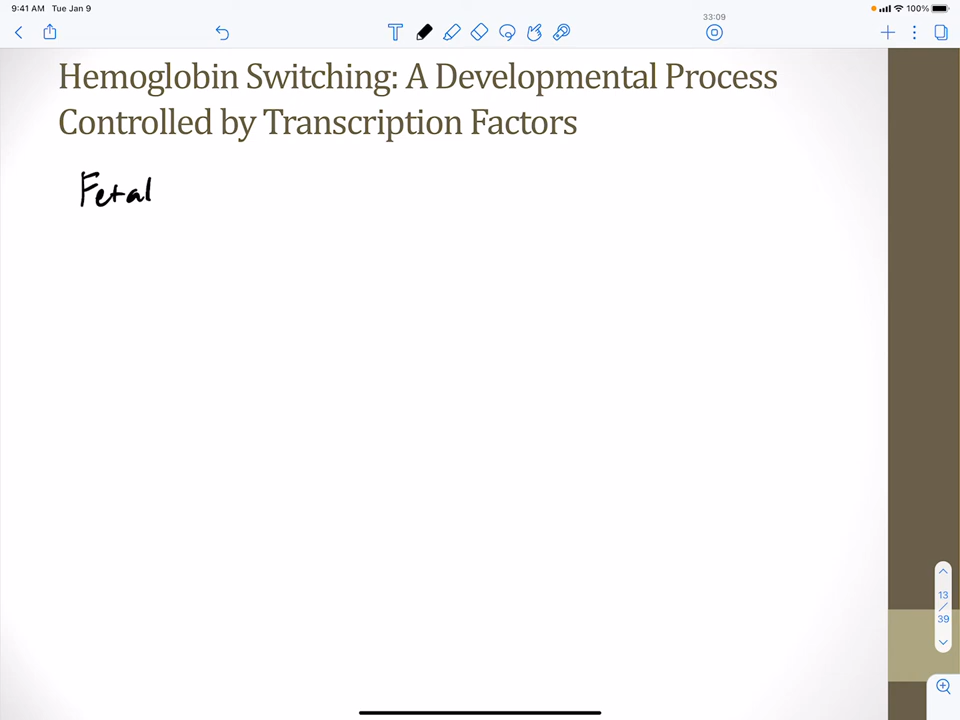 9:41 AM Tue Jan 9
100%
33:09
T
Hemoglobin Switching: A Developmental Process
Controlled by Transcription Factors
Fetal
13
/
39